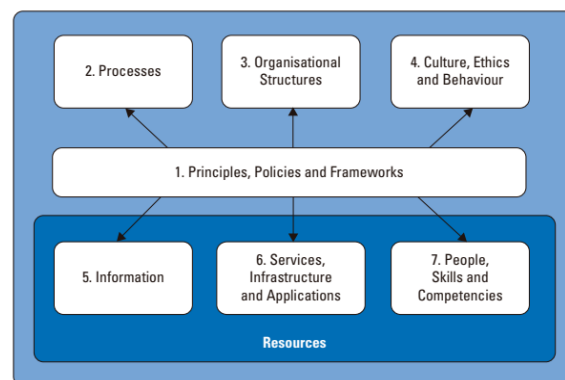 2. Processes
3. Organisational
Structures
4. Culture, Ethics
and Behaviour
1. Principles, Policies and Frameworks
5. Information
6. Services,
Infrastructure
and Applications
7. People,
Skills and
Competencies
Resources